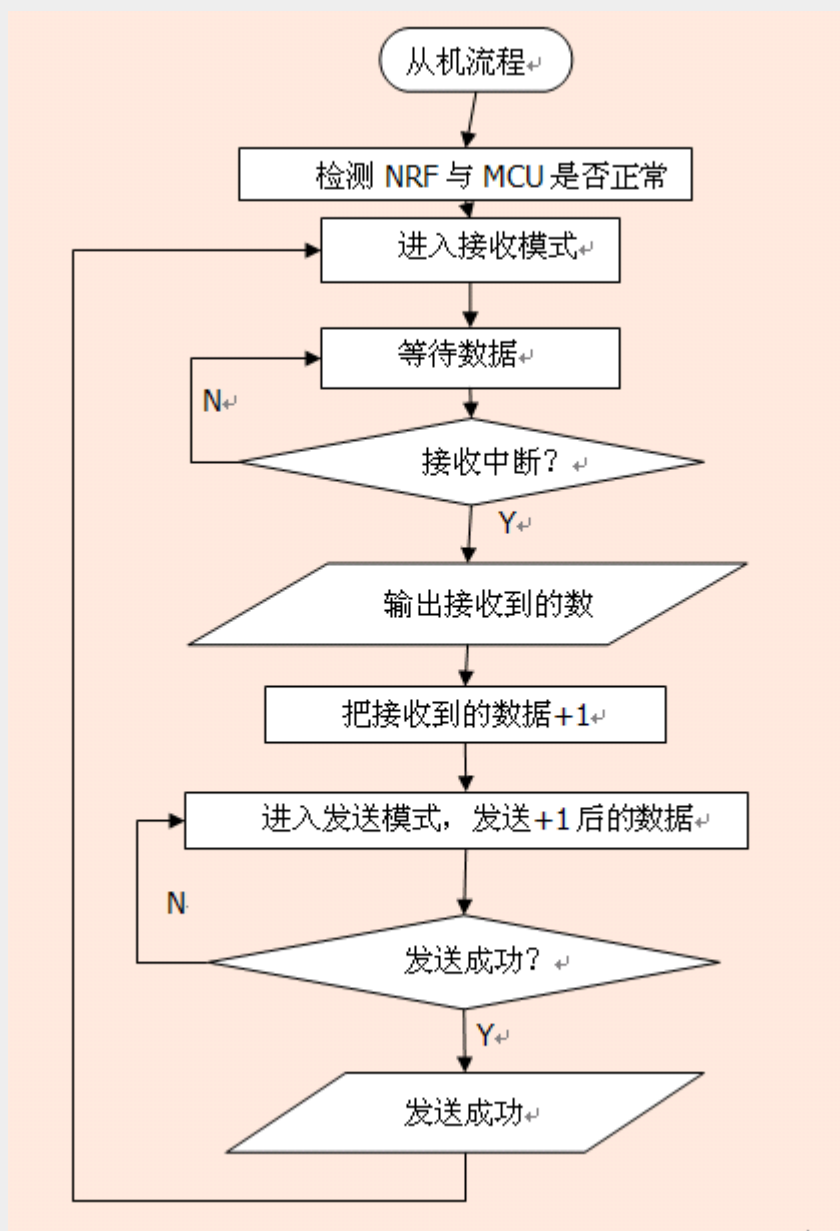 从机流程
检测 NRF 与 MCU 是否正常
进入接收模式
等待数据
N
接收中断？
Y
输出接收到的数
把接收到的数据+1
进入发送模式，发送+1后的数据
N
发送成功？
Y
发送成功